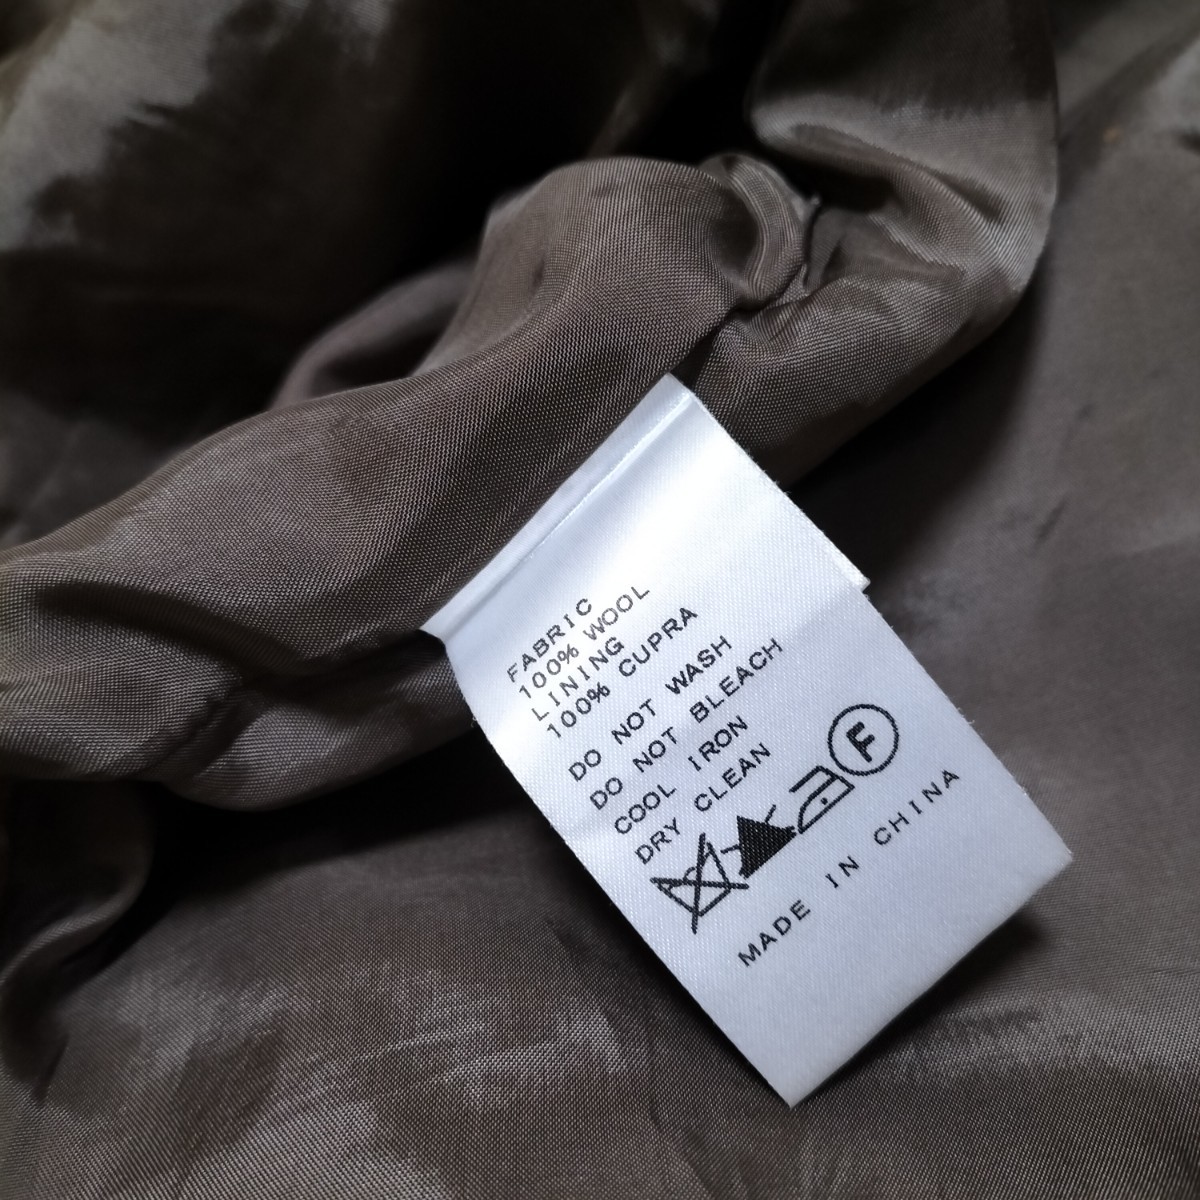 FABRIC
100% WOOL
LINING
100% CUPRA
DO NOT WASH
DO NOT BLEACH
COOL IRON
DRY CLEAN
F
MADE IN CHINA